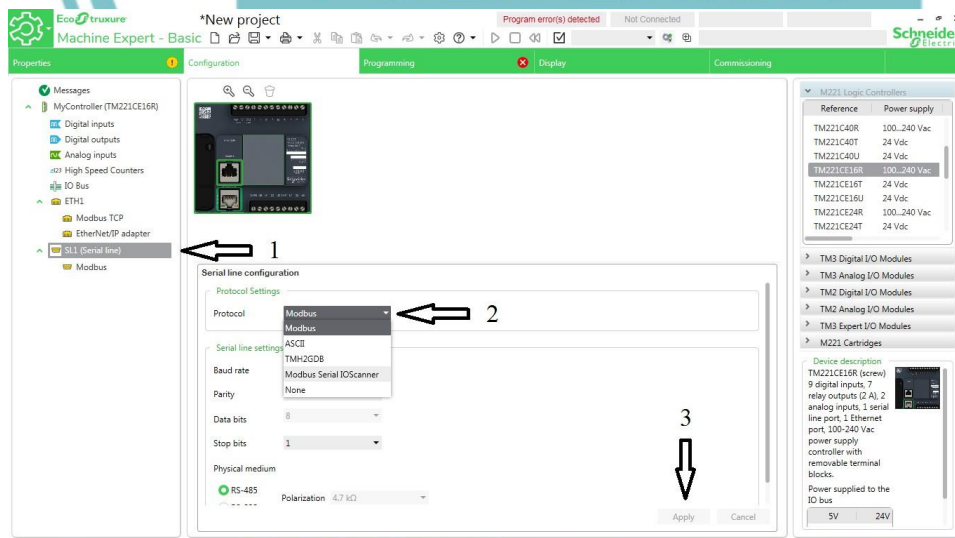 EcoStruxure
Machine Expert - Basic
*New project
Program error(s) detected
Not Connected
Schneide
Electri
Properties
Configuration
Programming
Display
Commissioning
Messages
MyController (TM221CE16R)
Digital inputs
Digital outputs
Analog inputs
High Speed Counters
IO Bus
ETH1
Modbus TCP
EtherNet/IP adapter
SL1 (Serial line)
Modbus
1
Serial line configuration
Protocol Settings
Protocol
Modbus
2
Modbus
ASCII
TMH2GDB
Modbus Serial IOScanner
None
Serial line settings
Baud rate
Parity
Data bits
8
Stop bits
1
Physical medium
RS-485
Polarization
4.7 kΩ
3
Apply
Cancel
M221 Logic Controllers
Reference Power supply
TM221C40R 100...240 Vac
TM221C40T 24 Vdc
TM221C40U 24 Vdc
TM221CE16R 100...240 Vac
TM221CE16T 24 Vdc
TM221CE16U 24 Vdc
TM221CE24R 100...240 Vac
TM221CE24T 24 Vdc
TM3 Digital I/O Modules
TM3 Analog I/O Modules
TM2 Digital I/O Modules
TM2 Analog I/O Modules
TM3 Expert I/O Modules
M221 Cartridges
Device description
TM221CE16R (screw)
9 digital inputs, 7
relay outputs (2 A), 2
analog inputs, 1 serial
line port, 1 Ethernet
port, 100-240 Vac
power supply
controller with
removable terminal
blocks.
Power supplied to the
IO bus
5V 24V